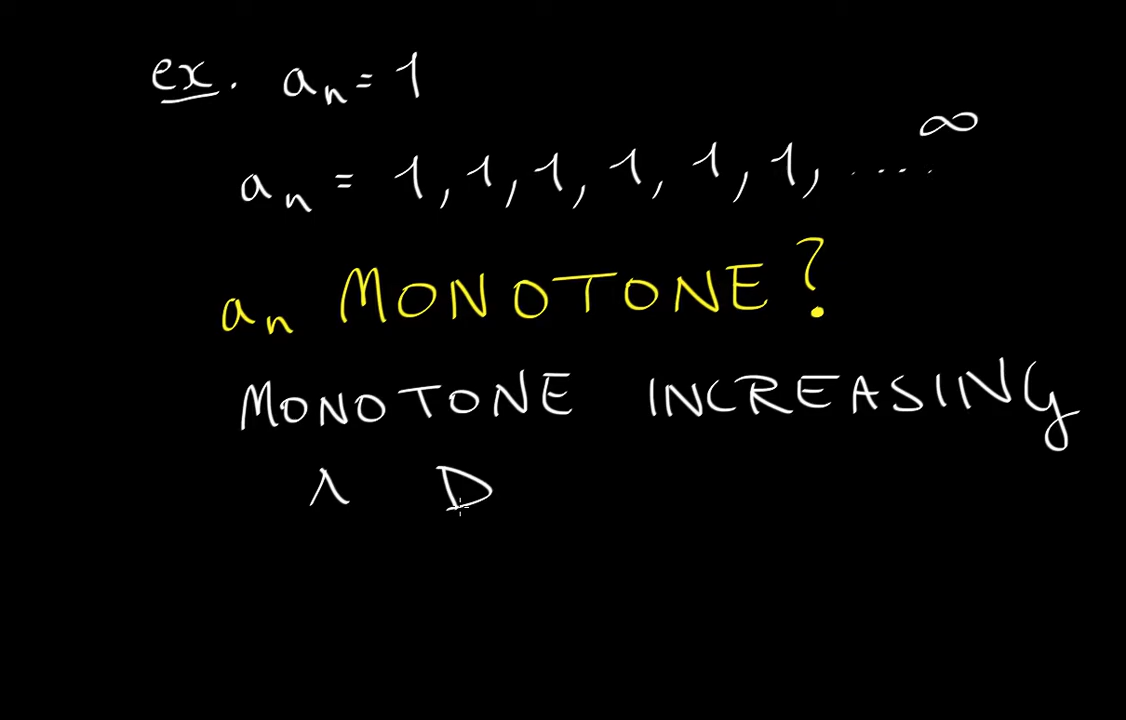 ex. aₙ = 1
aₙ = 1, 1, 1, 1, 1, 1, .... ∞
aₙ MONOTONE?
MONOTONE INCREASING
∧ D